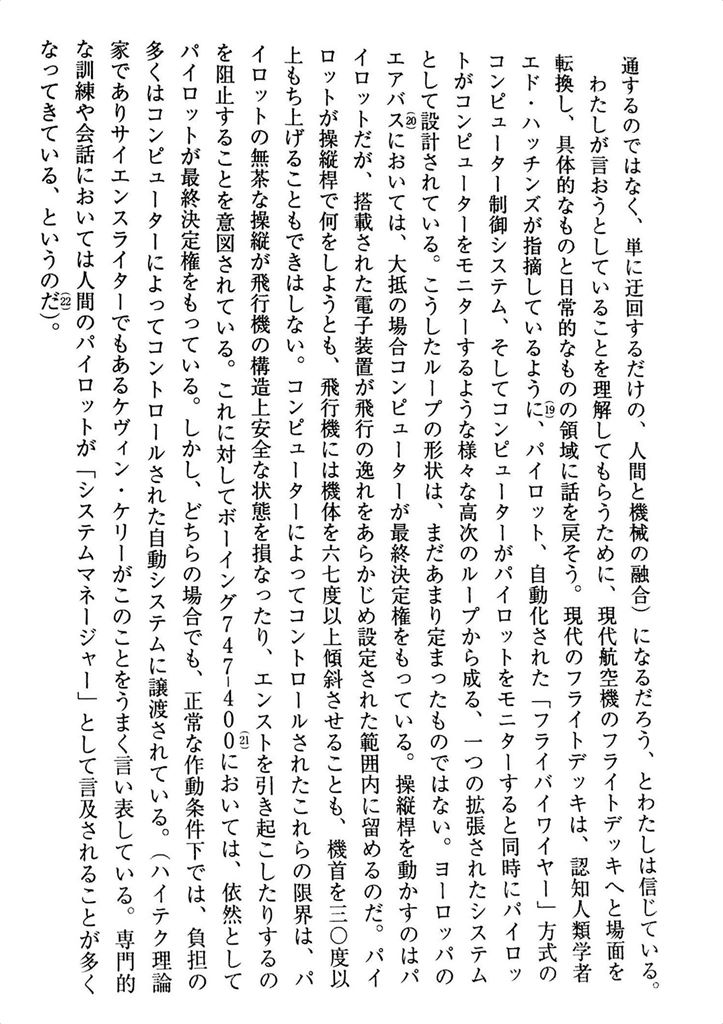 通するのではなく、単に迂回するだけの、人間と機械の融合）になるだろう、とわたしは信じている。
わたしが言おうとしていることを理解してもらうために、現代航空機のフライトデッキへと場面を
転換し、具体的なものと日常的なものの領域に話を戻そう。現代のフライトデッキは、認知人類学者
エド・ハッチンズが指摘しているように、(19)パイロット、自動化された「フライバイワイヤー」方式の
コンピューター制御システム、そしてコンピューターがパイロットをモニターすると同時にパイロッ
トがコンピューターをモニターするような様々な高次のループから成る、一つの拡張されたシステム
として設計されている。(20)こうしたループの形状は、まだあまり定まったものではない。ヨーロッパの
エアバスにおいては、大抵の場合コンピューターが最終決定権をもっている。操縦桿を動かすのはパ
イロットだが、搭載された電子装置が飛行の逸れをあらかじめ設定された範囲内に留めるのだ。パイ
ロットが操縦桿で何をしようとも、飛行機には機体を六七度以上傾斜させることも、機首を三〇度以
上もち上げることもできはしない。コンピューターによってコントロールされたこれらの限界は、パ
イロットの無茶な操縦が飛行機の構造上安全な状態を損なったり、エンストを引き起こしたりするの
を阻止することを意図されている。これに対してボーイング747-400(21)においては、依然として
パイロットが最終決定権をもっている。しかし、どちらの場合でも、正常な作動条件下では、負担の
多くはコンピューターによってコントロールされた自動システムに譲渡されている。（ハイテク理論
家でありサイエンスライターでもあるケヴィン・ケリーがこのことをうまく言い表している。専門的
な訓練や会話においては人間のパイロットが「システムマネージャー」として言及されることが多く
なってきている、というのだ(22)）。